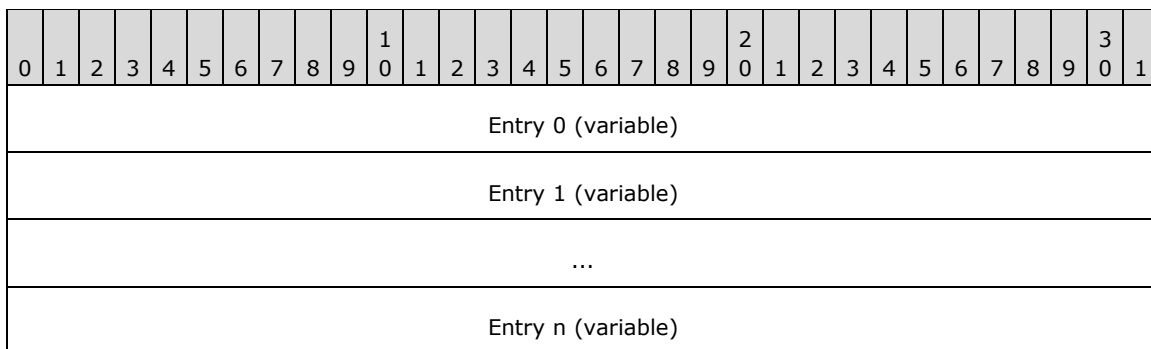 1 2 3
0 1 2 3 4 5 6 7 8 9 0 1 2 3 4 5 6 7 8 9 0 1 2 3 4 5 6 7 8 9 0 1
Entry 0 (variable)
Entry 1 (variable)
...
Entry n (variable)